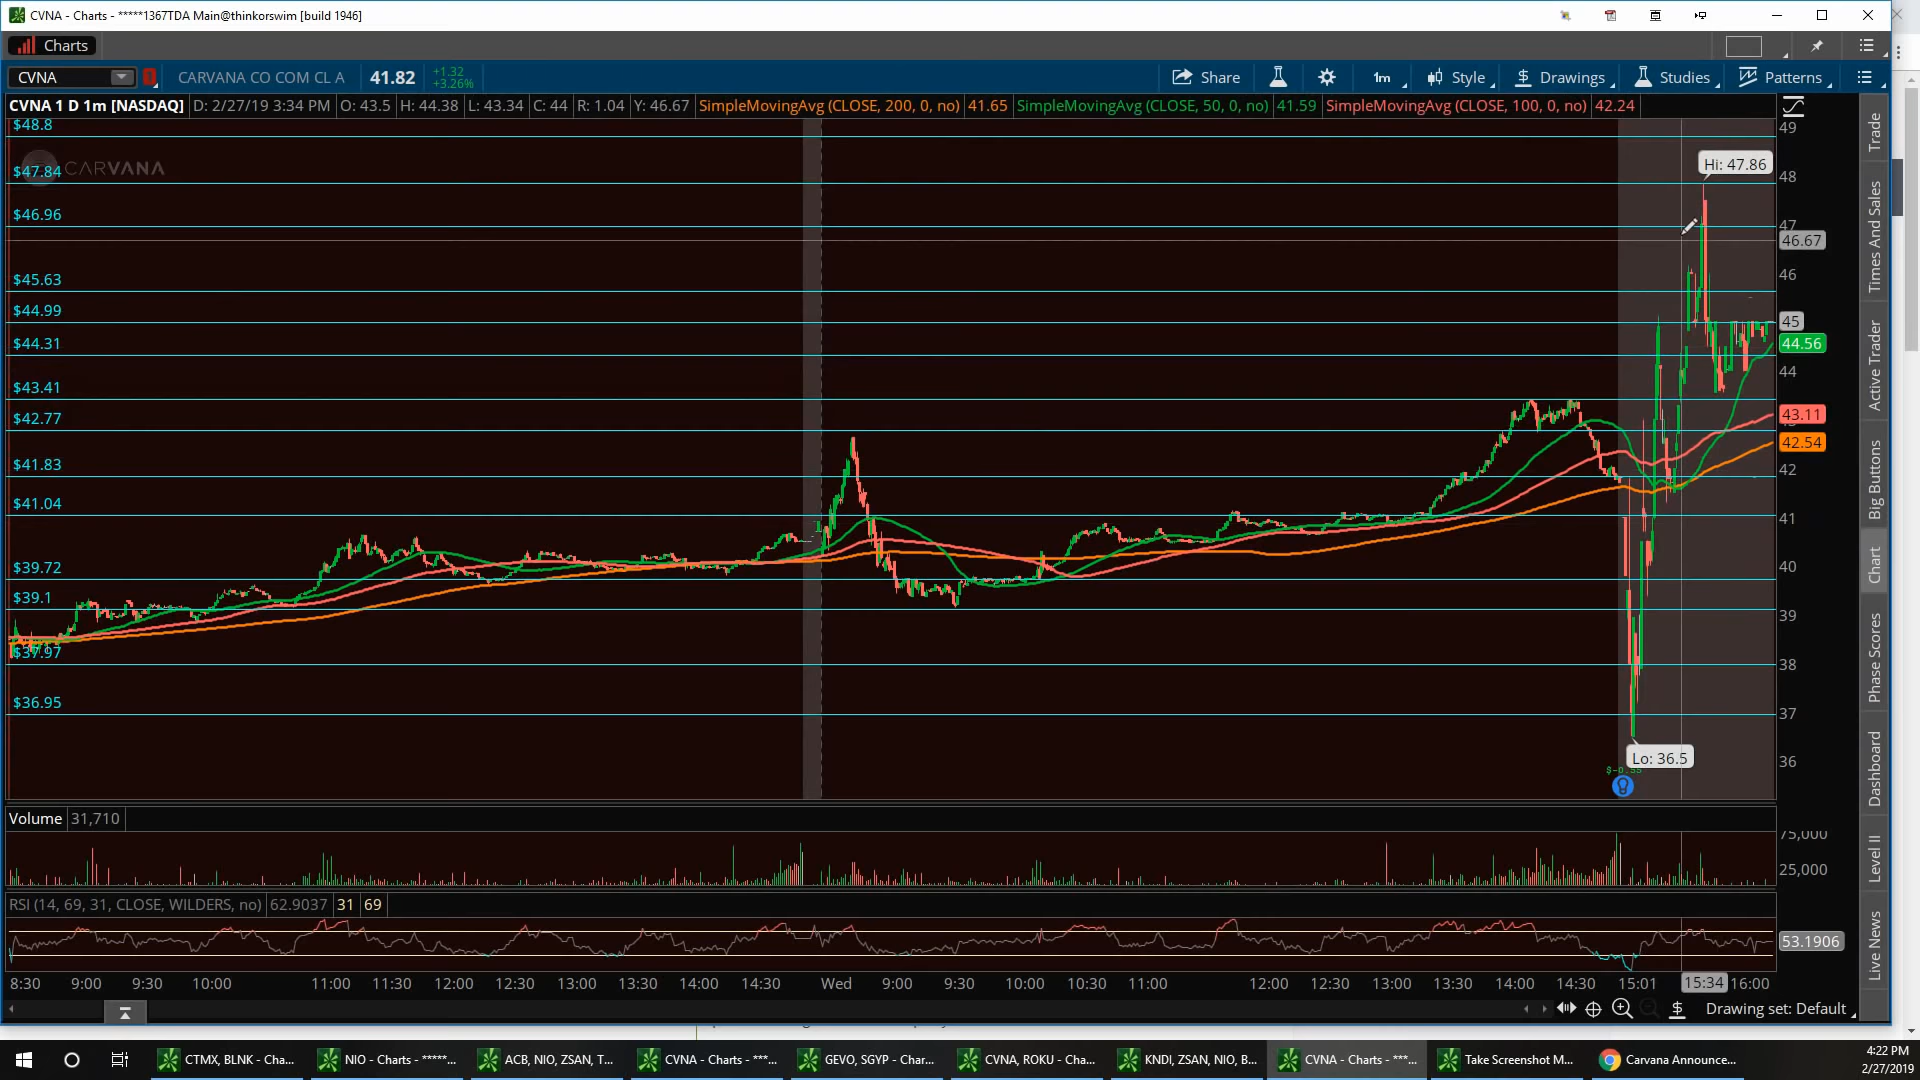 CVNA - Charts - *****1367TDA Main@thinkorswim [build 1946]
Charts
CVNA 1 CARVANA CO COM CL A 41.82 +1.32 +3.26% Share 1m Style Drawings Studies Patterns
CVNA 1 D 1m [NASDAQ] D: 2/27/19 3:34 PM O: 43.5 H: 44.38 L: 43.34 C: 44 R: 1.04 Y: 46.67 SimpleMovingAvg (CLOSE, 200, 0, no) 41.65 SimpleMovingAvg (CLOSE, 50, 0, no) 41.59 SimpleMovingAvg (CLOSE, 100, 0, no) 42.24
$48.8
CARVANA
$47.84
$46.96
$45.63
$44.99
$44.31
$43.41
$42.77
$41.83
$41.04
$39.72
$39.1
$37.97
$36.95
Hi: 47.86
Lo: 36.5
49
48
47
46.67
46
45
44.56
44
43.11
42.54
42
41
40
39
38
37
36
Trade
Times And Sales
Active Trader
Big Buttons
Chart
Phase Scores
Dashboard
Level II
Live News
Volume 31,710
75,000
25,000
RSI (14, 69, 31, CLOSE, WILDERS, no) 62.9037 31 69
53.1906
8:30 9:00 9:30 10:00 11:00 11:30 12:00 12:30 13:00 13:30 14:00 14:30 Wed 9:00 9:30 10:00 10:30 11:00 12:00 12:30 13:00 13:30 14:00 14:30 15:01 15:34 16:00
Drawing set: Default
CTMX, BLNK - Cha...
NIO - Charts - *****...
ACB, NIO, ZSAN, T...
CVNA - Charts - ***...
GEVO, SGYP - Char...
CVNA, ROKU - Cha...
KNDI, ZSAN, NIO, B...
CVNA - Charts - ***...
Take Screenshot M...
Carvana Announce...
4:22 PM
2/27/2019